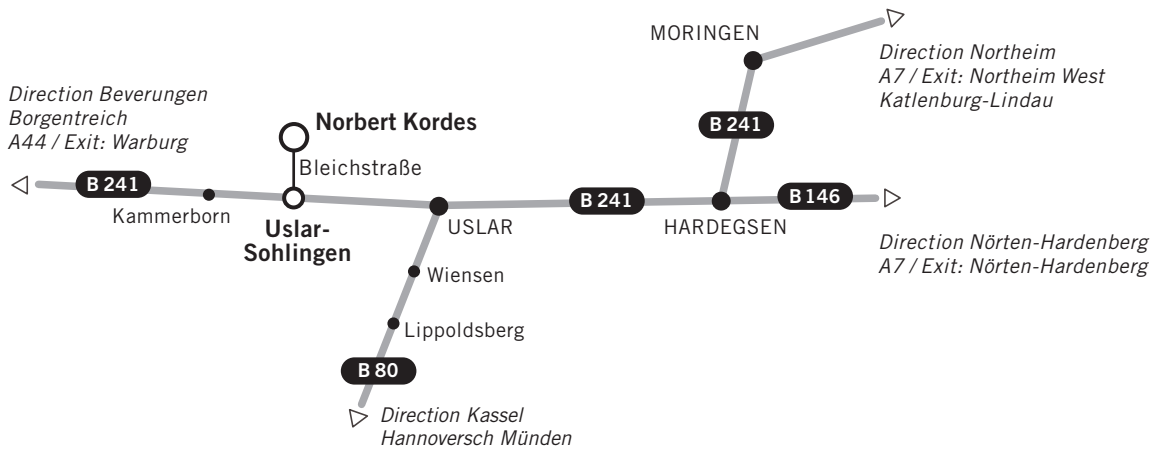 MORINGEN
Direction Northeim
A7 / Exit: Northeim West
Katlenburg-Lindau
Direction Beverungen
Borgentreich
A44 / Exit: Warburg
Norbert Kordes
B 241
Bleichstraße
B 241
Kammerborn
Uslar-
Sohlingen
USLAR
B 241
HARDEGSEN
B 146
Direction Nörten-Hardenberg
A7 / Exit: Nörten-Hardenberg
Wiensen
Lippoldsberg
B 80
Direction Kassel
Hannoversch Münden